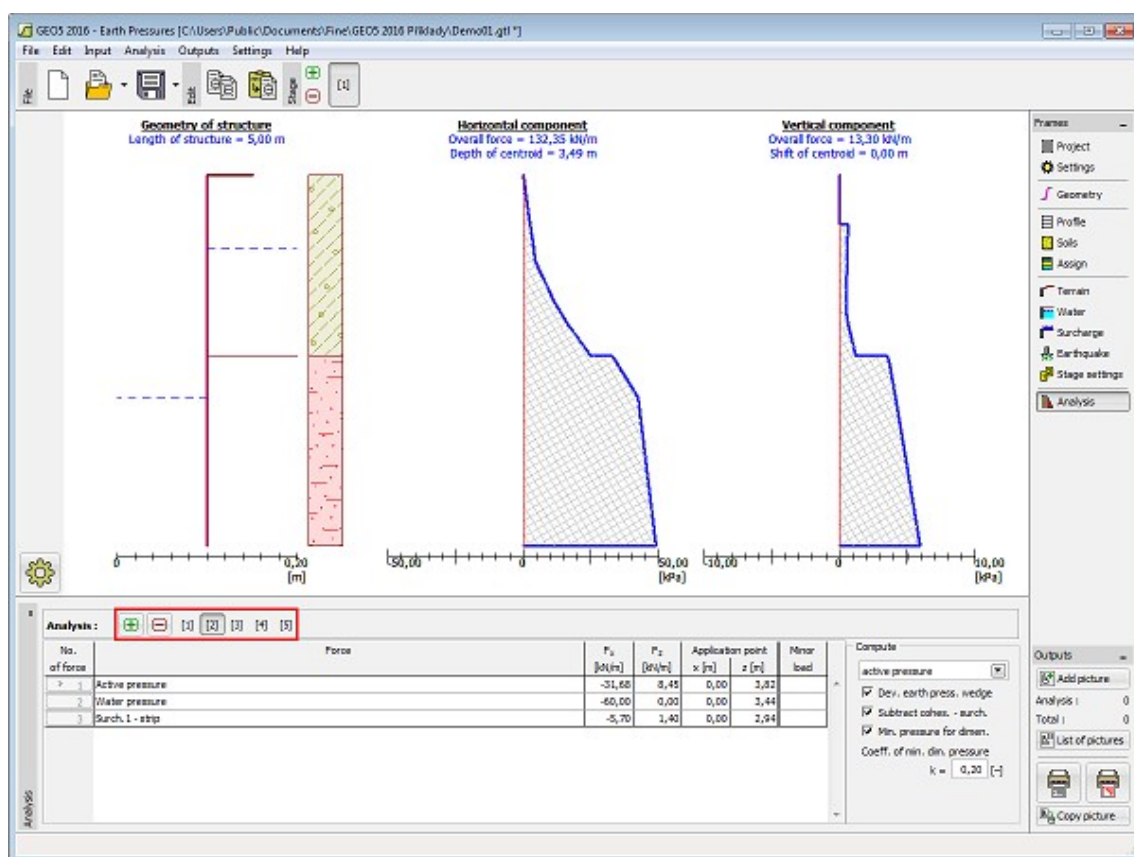 GEO5 2016 - Earth Pressures [C:\Users\Public\Documents\Fine\GEO5 2016 Příklady\Demo01.gtl *]
File Edit Input Analysis Outputs Settings Help
File
Edit
Stage
[1]
Geometry of structure
Length of structure = 5,00 m
Horizontal component
Overall force = 132,35 kN/m
Depth of centroid = 3,49 m
Vertical component
Overall force = 13,30 kN/m
Shift of centroid = 0,00 m
0 0,20
[m]
-50,00 0 50,00
[kPa]
-10,00 0 10,00
[kPa]
Frames
Project
Settings
Geometry
Profile
Soils
Assign
Terrain
Water
Surcharge
Earthquake
Stage settings
Analysis
Analysis : [1] [2] [3] [4] [5]
No. Force Fx Fz Application point Minor
of force [kN/m] [kN/m] x [m] z [m] load
> 1 Active pressure -31,68 8,45 0,00 3,82
2 Water pressure -60,00 0,00 0,00 3,44
3 Surch. 1 - strip -5,70 1,40 0,00 2,94
Compute
active pressure
Dev. earth press. wedge
Subtract cohes. - surch.
Min. pressure for dimen.
Coeff. of min. dim. pressure
k = 0,20 [-]
Analysis
Outputs
Add picture
Analysis : 0
Total : 0
List of pictures
Copy picture